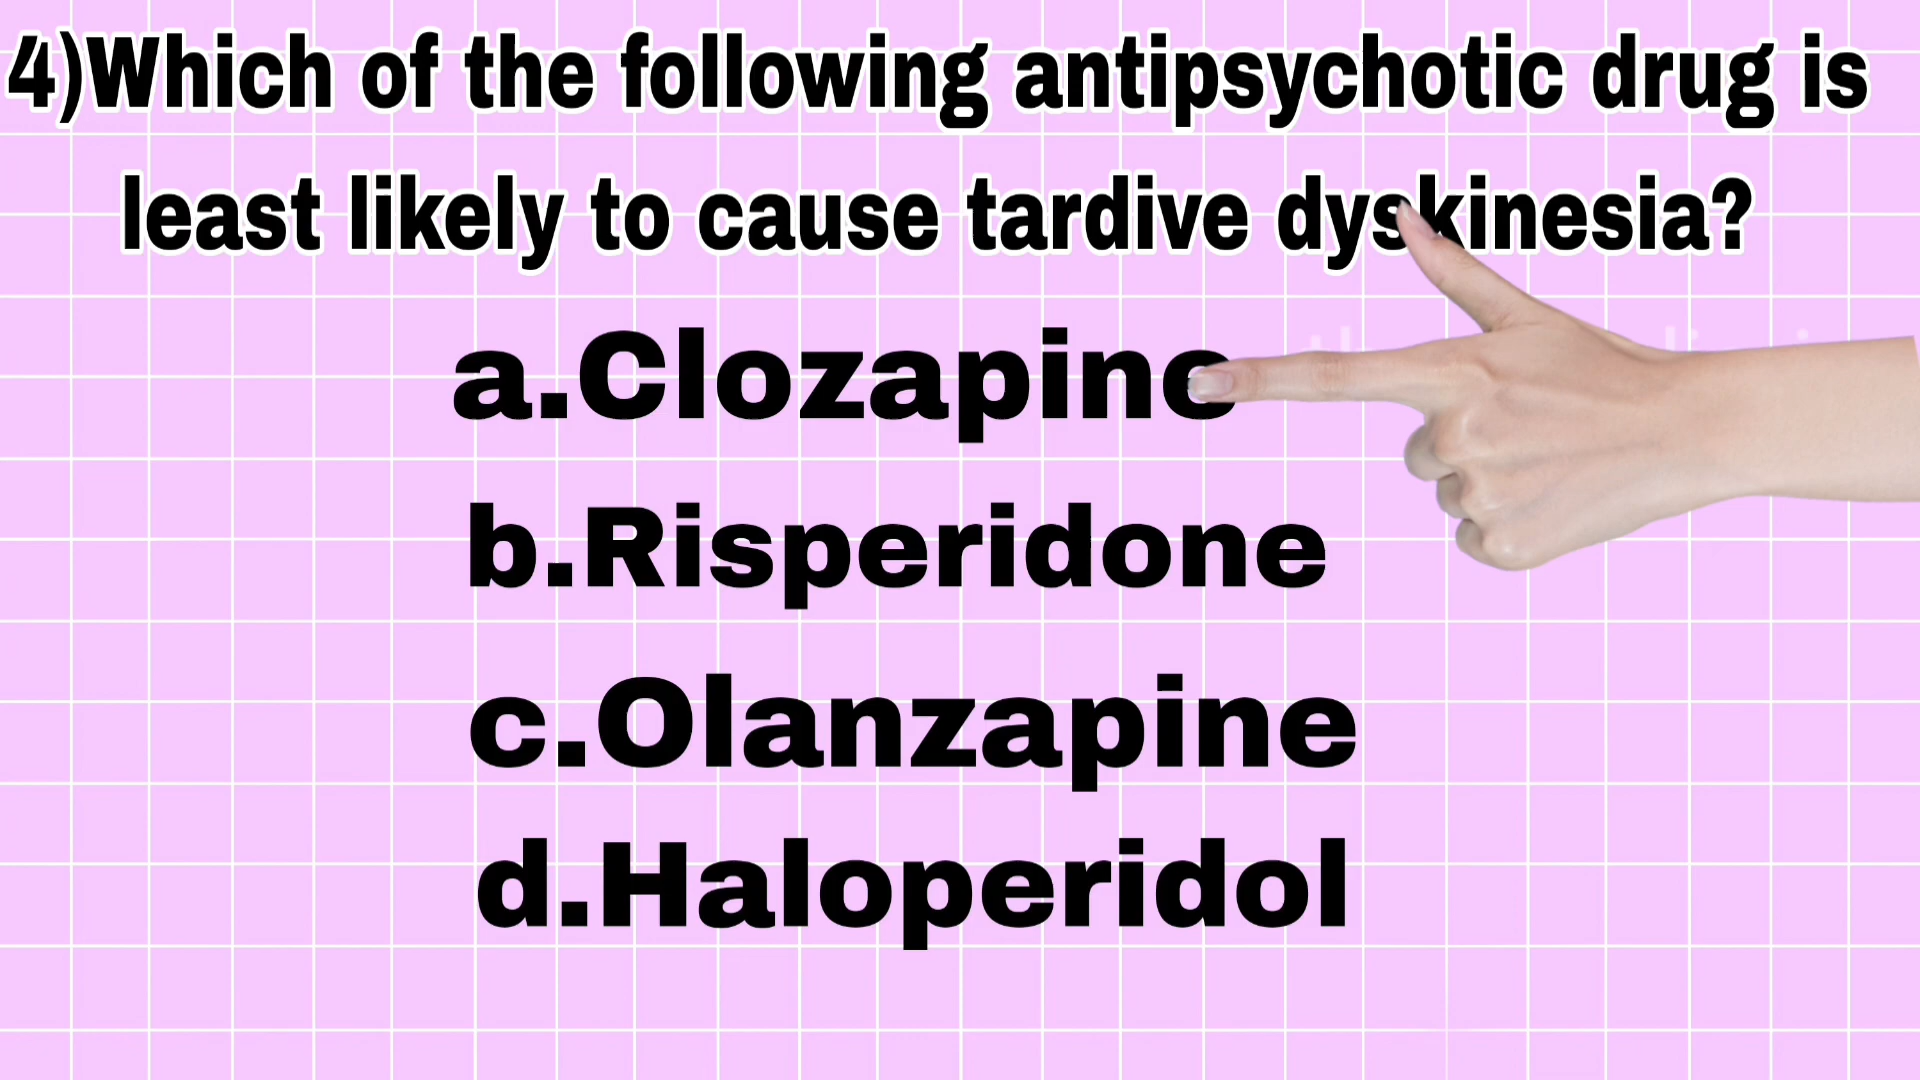 4)Which of the following antipsychotic drug is
least likely to cause tardive dyskinesia?
a.Clozapine
b.Risperidone
c.Olanzapine
d.Haloperidol